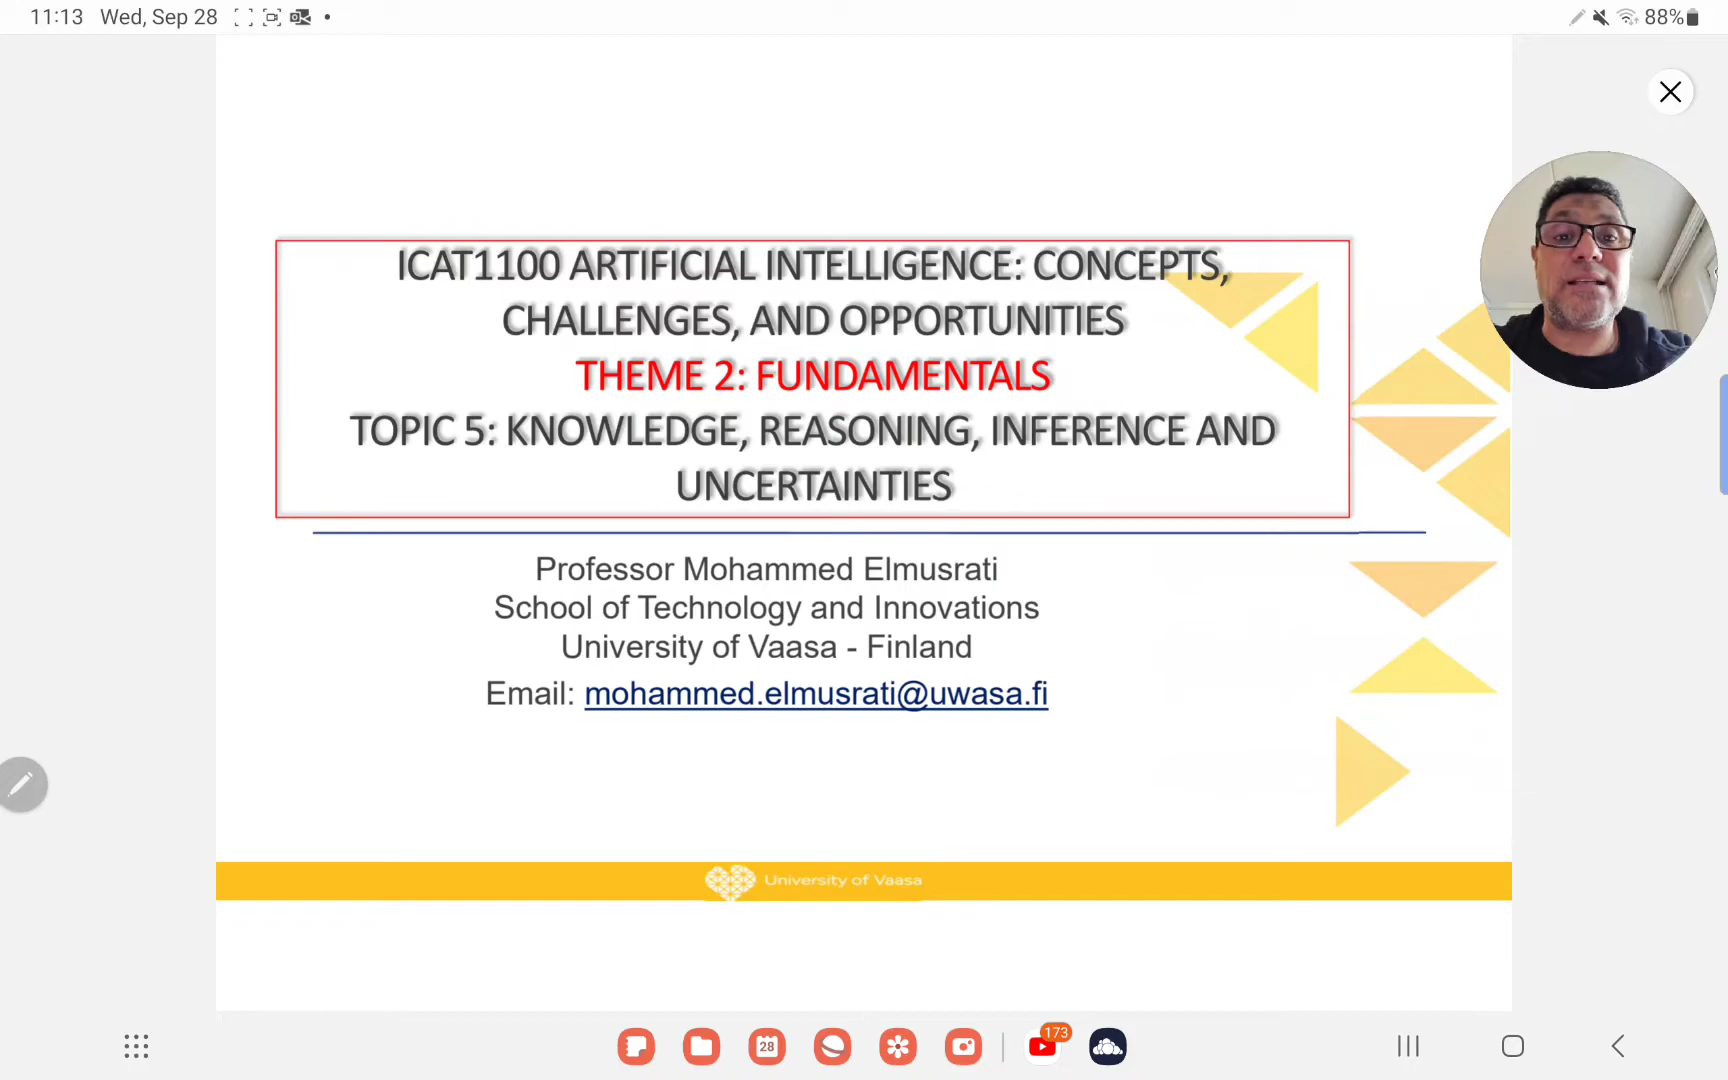 11:13 Wed, Sep 28
88%
ICAT1100 ARTIFICIAL INTELLIGENCE: CONCEPTS,
CHALLENGES, AND OPPORTUNITIES
THEME 2: FUNDAMENTALS
TOPIC 5: KNOWLEDGE, REASONING, INFERENCE AND
UNCERTAINTIES
Professor Mohammed Elmusrati
School of Technology and Innovations
University of Vaasa - Finland
Email: mohammed.elmusrati@uwasa.fi
University of Vaasa
28
173